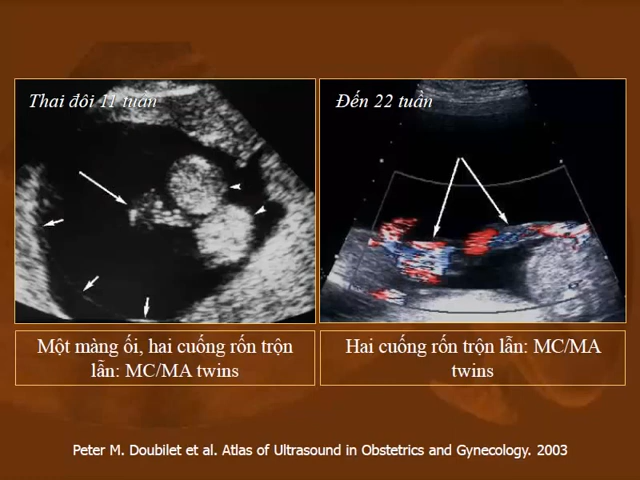 Thai đôi 11 tuần
Đến 22 tuần
Một màng ối, hai cuống rốn trộn
lẫn: MC/MA twins
Hai cuống rốn trộn lẫn: MC/MA
twins
Peter M. Doubilet et al. Atlas of Ultrasound in Obstetrics and Gynecology. 2003